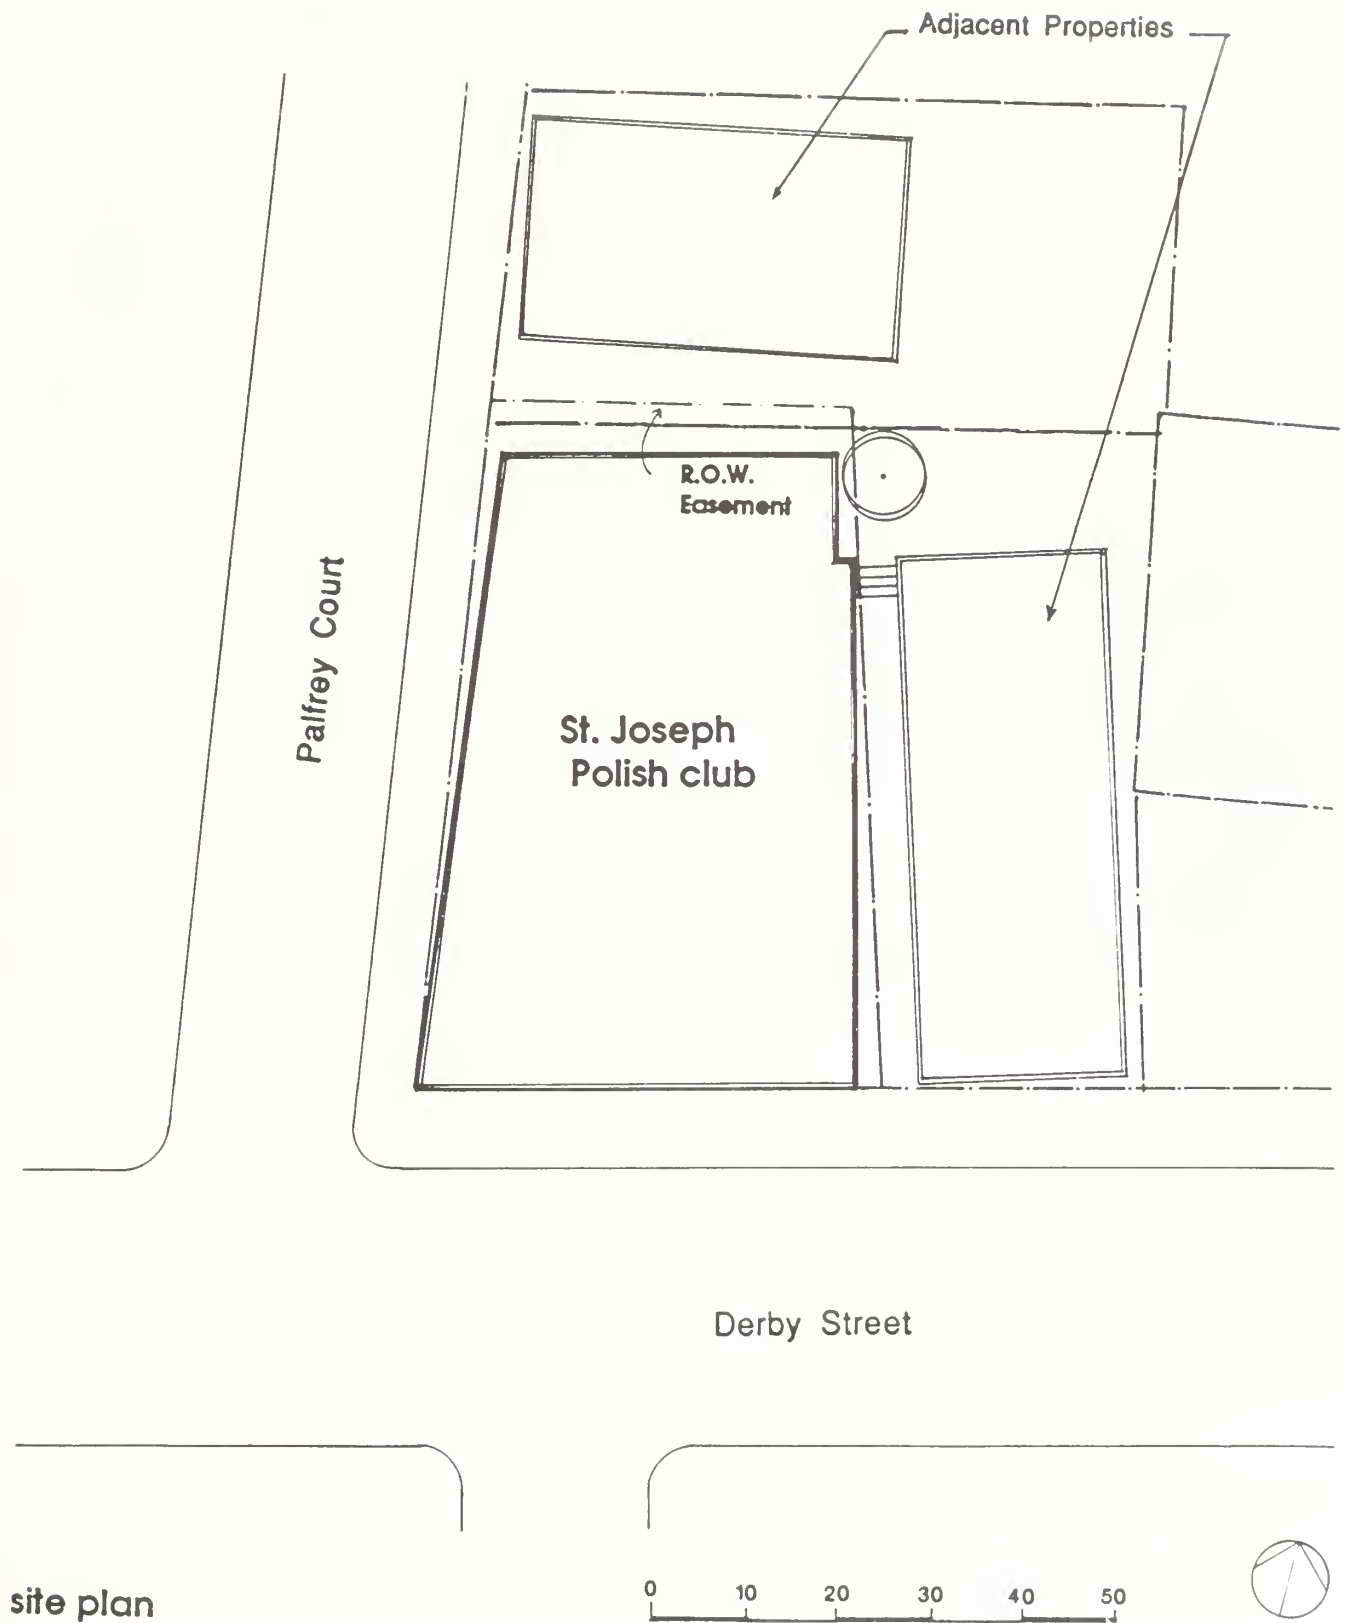 Adjacent Properties
R.O.W.
Easement
Palfrey Court
St. Joseph
Polish club
Derby Street
site plan
0 10 20 30 40 50